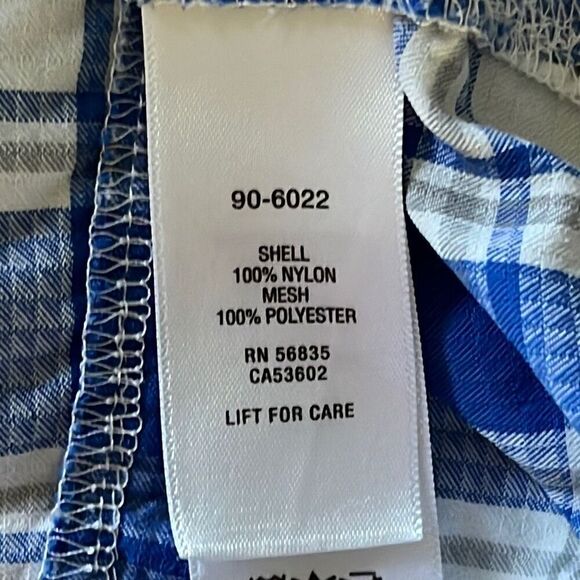 90-6022
SHELL
100% NYLON
MESH
100% POLYESTER
RN 56835
CA53602
LIFT FOR CARE